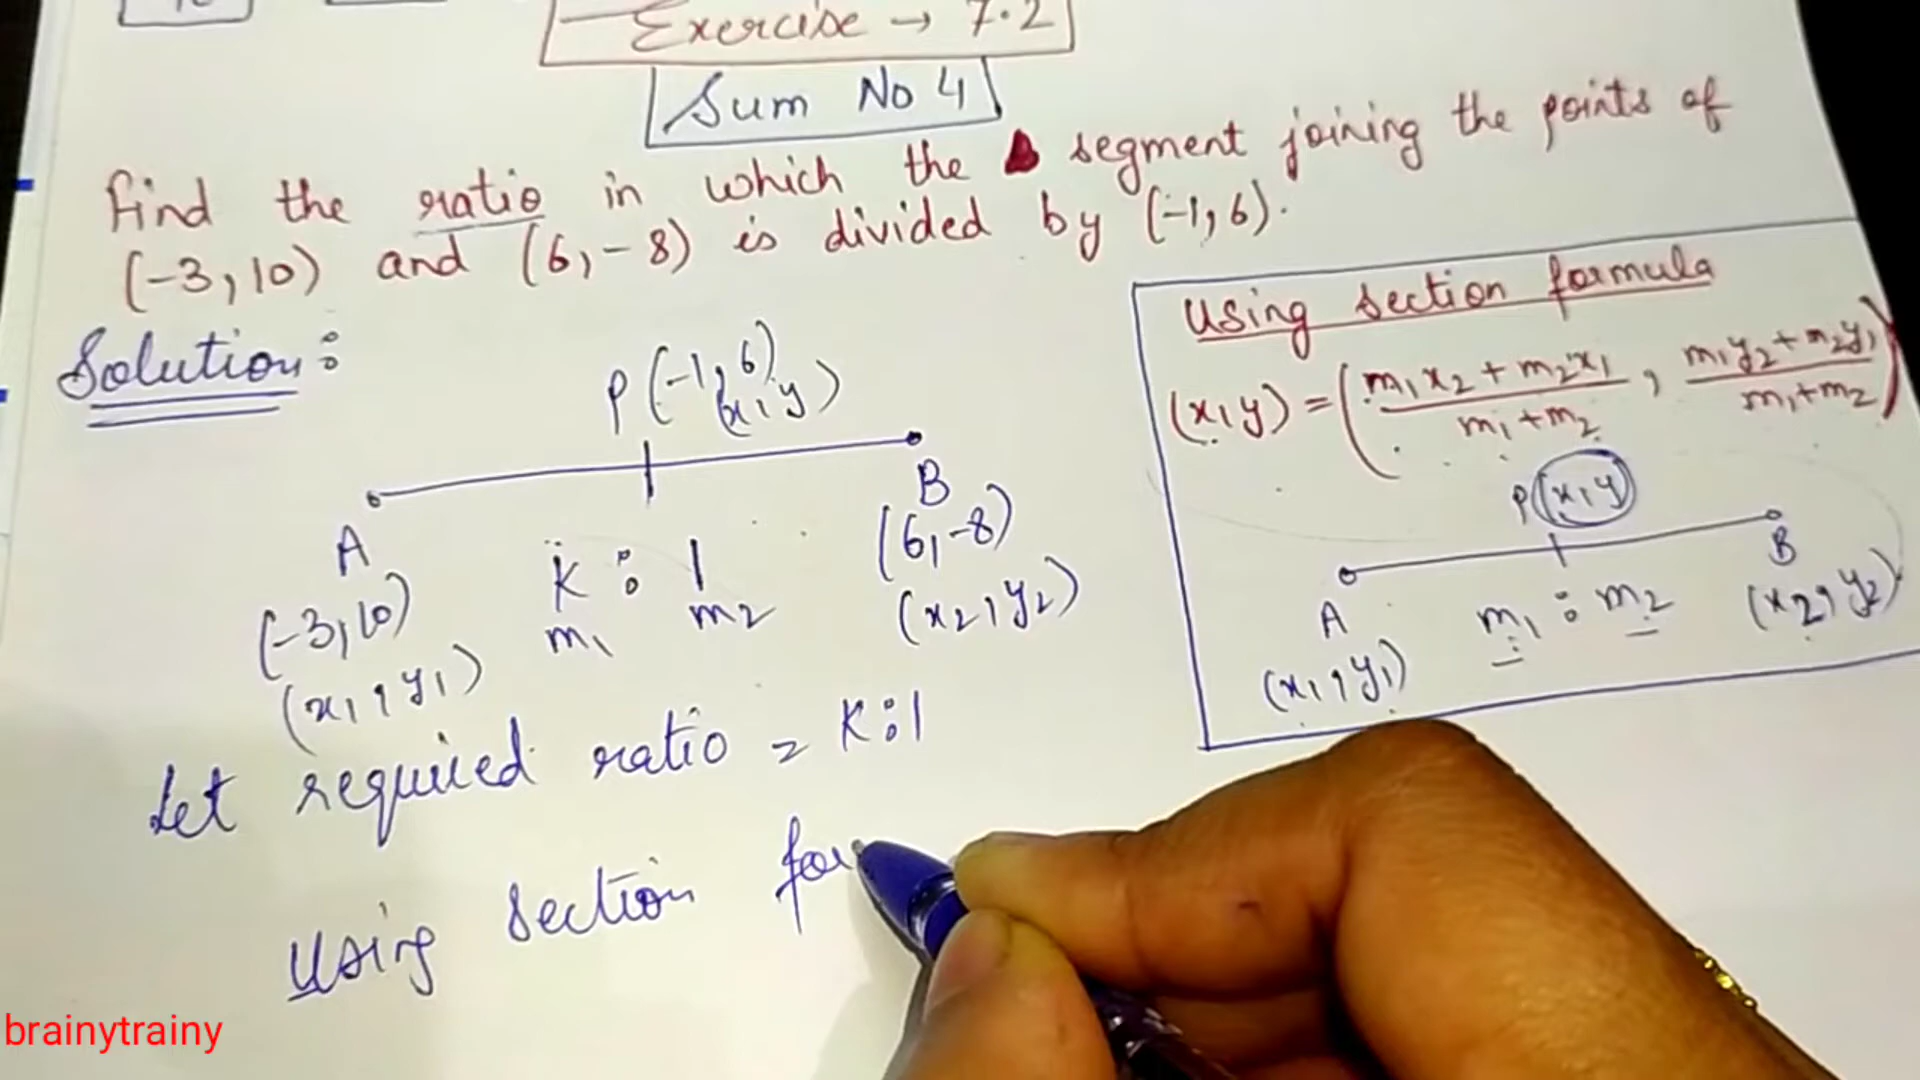 Exercise → 7.2
Sum No 4
Find the ratio in which the segment joining the points of
(-3,10) and (6,-8) is divided by (-1,6).
Solution:
P(-1,6)
(x,y)
A
B
(-3,10)
K : 1
(6,-8)
(x1,y1)
m1 m2
(x2,y2)
Let required ratio = K:1
Using section for
Using section formula
(x,y) = (m1x2+m2x1/m1+m2, m1y2+m2y1/m1+m2)
P(x,y)
A
m1 : m2
B
(x1,y1)
(x2,y2)
brainytrainy